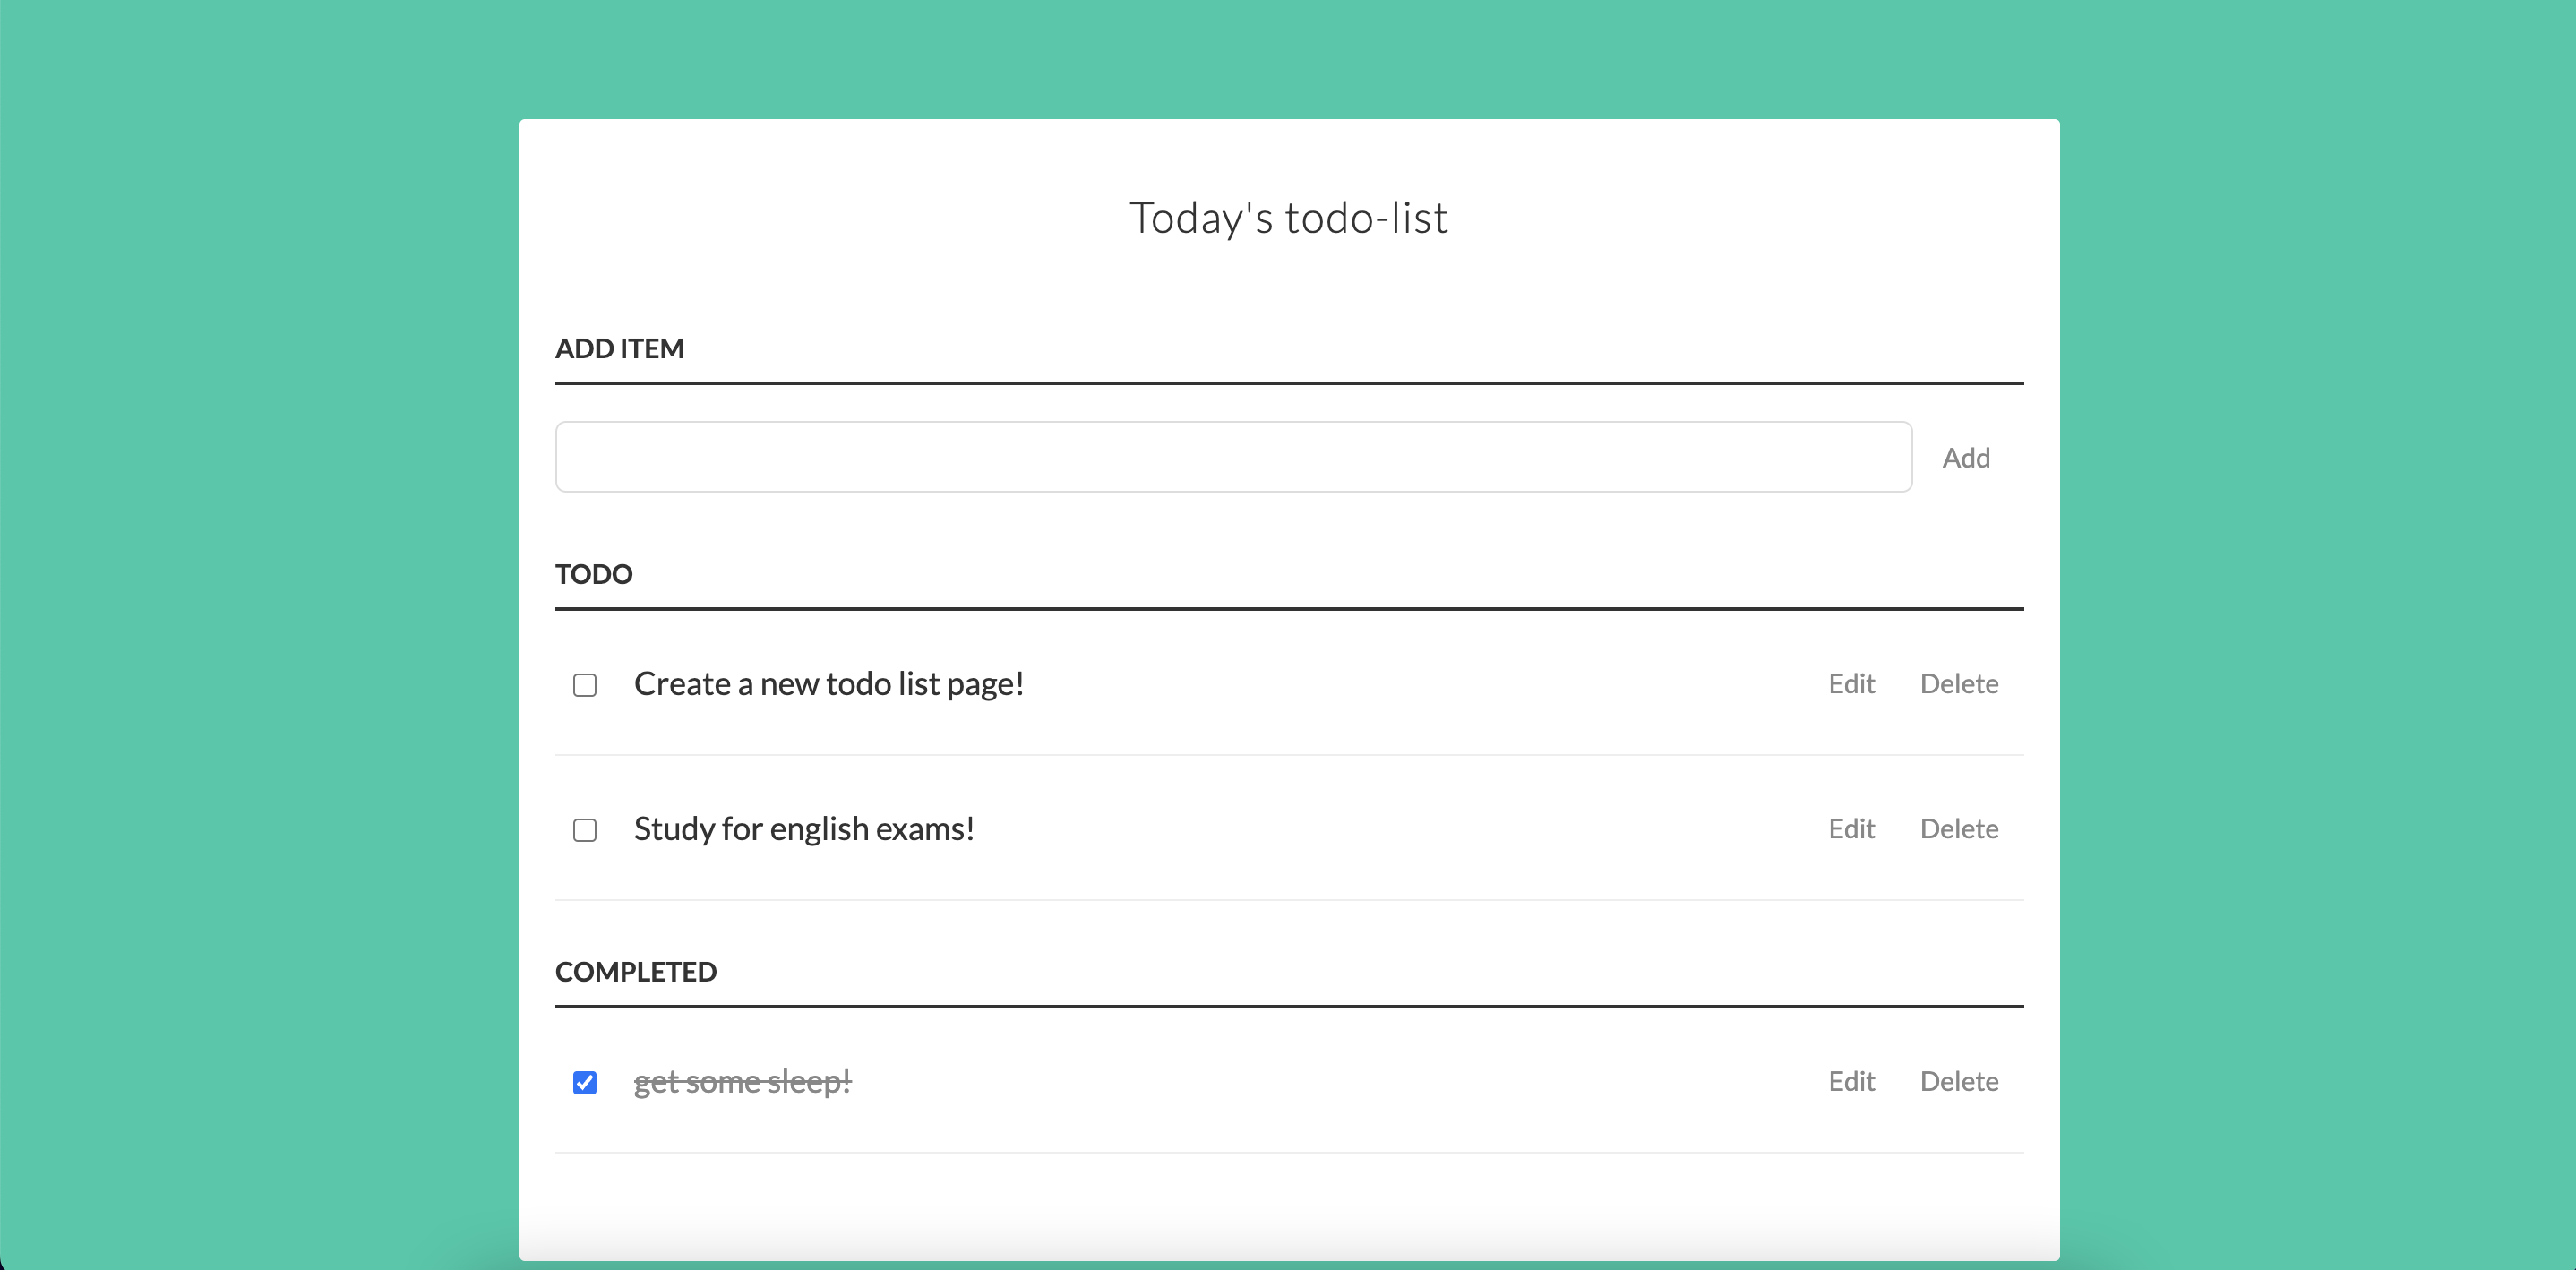 Today's todo-list
ADD ITEM
Add
TODO
Create a new todo list page! Edit Delete
Study for english exams! Edit Delete
COMPLETED
get some sleep! Edit Delete